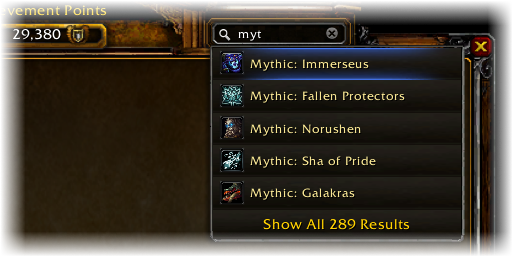 evement Points
29,380
myt
Mythic: Immerseus
Mythic: Fallen Protectors
Mythic: Norushen
Mythic: Sha of Pride
Mythic: Galakras
Show All 289 Results